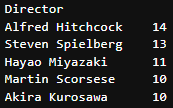 Director
Alfred Hitchcock    14
Steven Spielberg    13
Hayao Miyazaki      11
Martin Scorsese     10
Akira Kurosawa      10